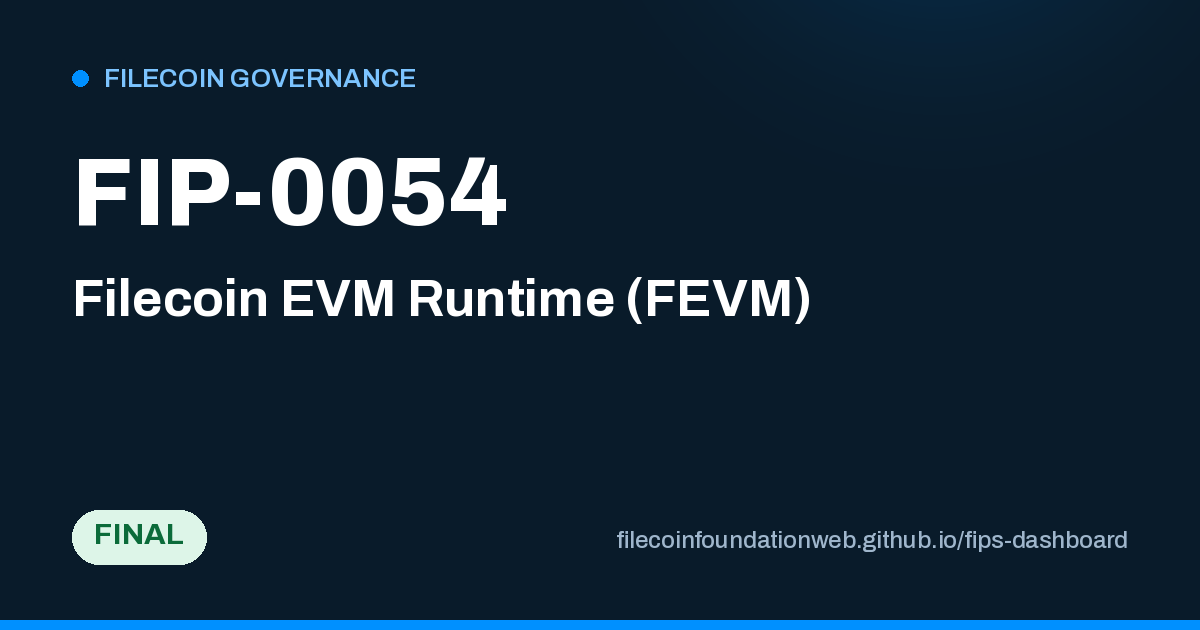 FILECOIN GOVERNANCE
FIP-0054
Filecoin EVM Runtime (FEVM)
FINAL
filecoinfoundationweb.github.io/fips-dashboard